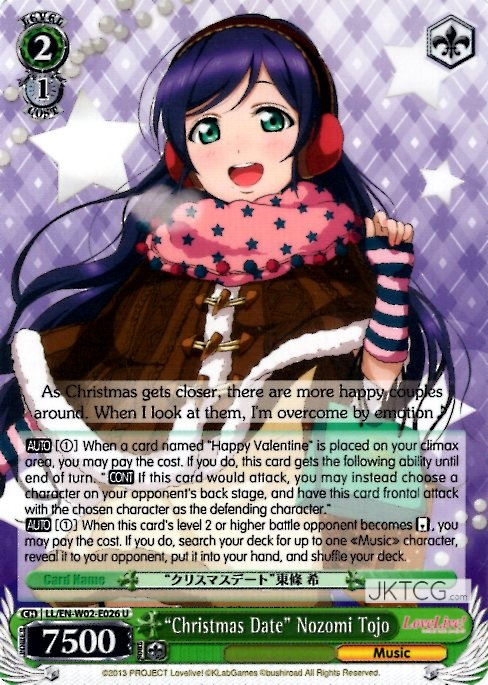 LEVEL
2
1
COST
As Christmas gets closer, there are more happy couples
around. When I look at them, I'm overcome by emotion♪
AUTO [①] When a card named "Happy Valentine" is placed on your climax
area, you may pay the cost. If you do, this card gets the following ability until
end of turn. "CONT If this card would attack, you may instead choose a
character on your opponent's back stage, and have this card frontal attack
with the chosen character as the defending character."
AUTO [①] When this card's level 2 or higher battle opponent becomes [ ], you
may pay the cost. If you do, search your deck for up to one «Music» character,
reveal it to your opponent, put it into your hand, and shuffle your deck.
Card Name
"クリスマスデート"東條 希
JKTCG.com
CH LL/EN-W02-E026 U
POWER
7500
"Christmas Date" Nozomi Tojo
LoveLive!
Music
©2013 PROJECT Lovelive! ©KLabGames ©bushiroad All Rights Reserved.